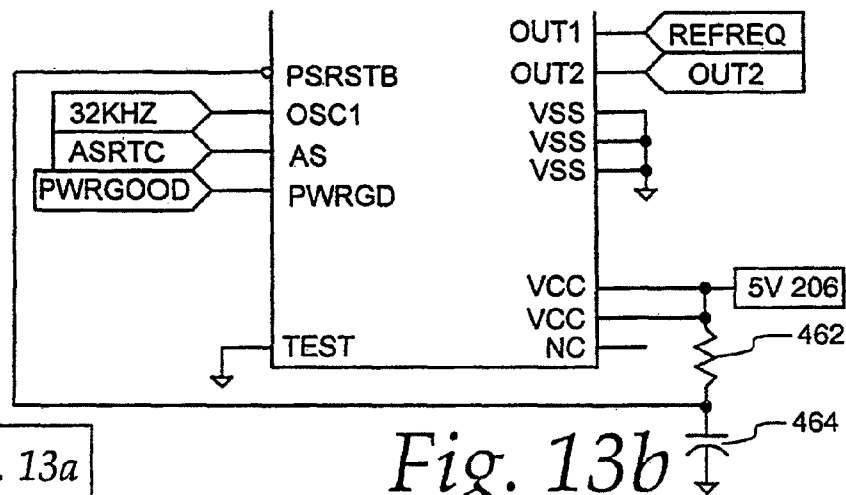 OUT1 REFREQ
PSRSTB OUT2 OUT2
32KHZ OSC1 VSS
ASRTC AS VSS
VSS
PWRGOOD PWRGD
VCC 5V 206
VCC
462
TEST NC
464
. 13a Fig. 13b